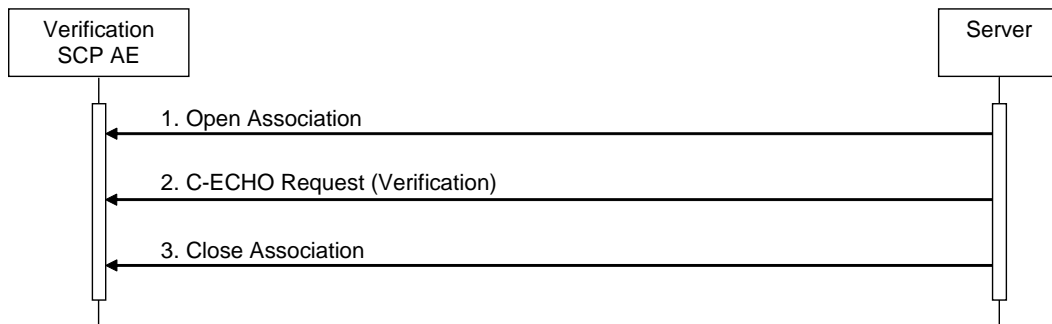 Verification
SCP AE
Server
1. Open Association
2. C-ECHO Request (Verification)
3. Close Association